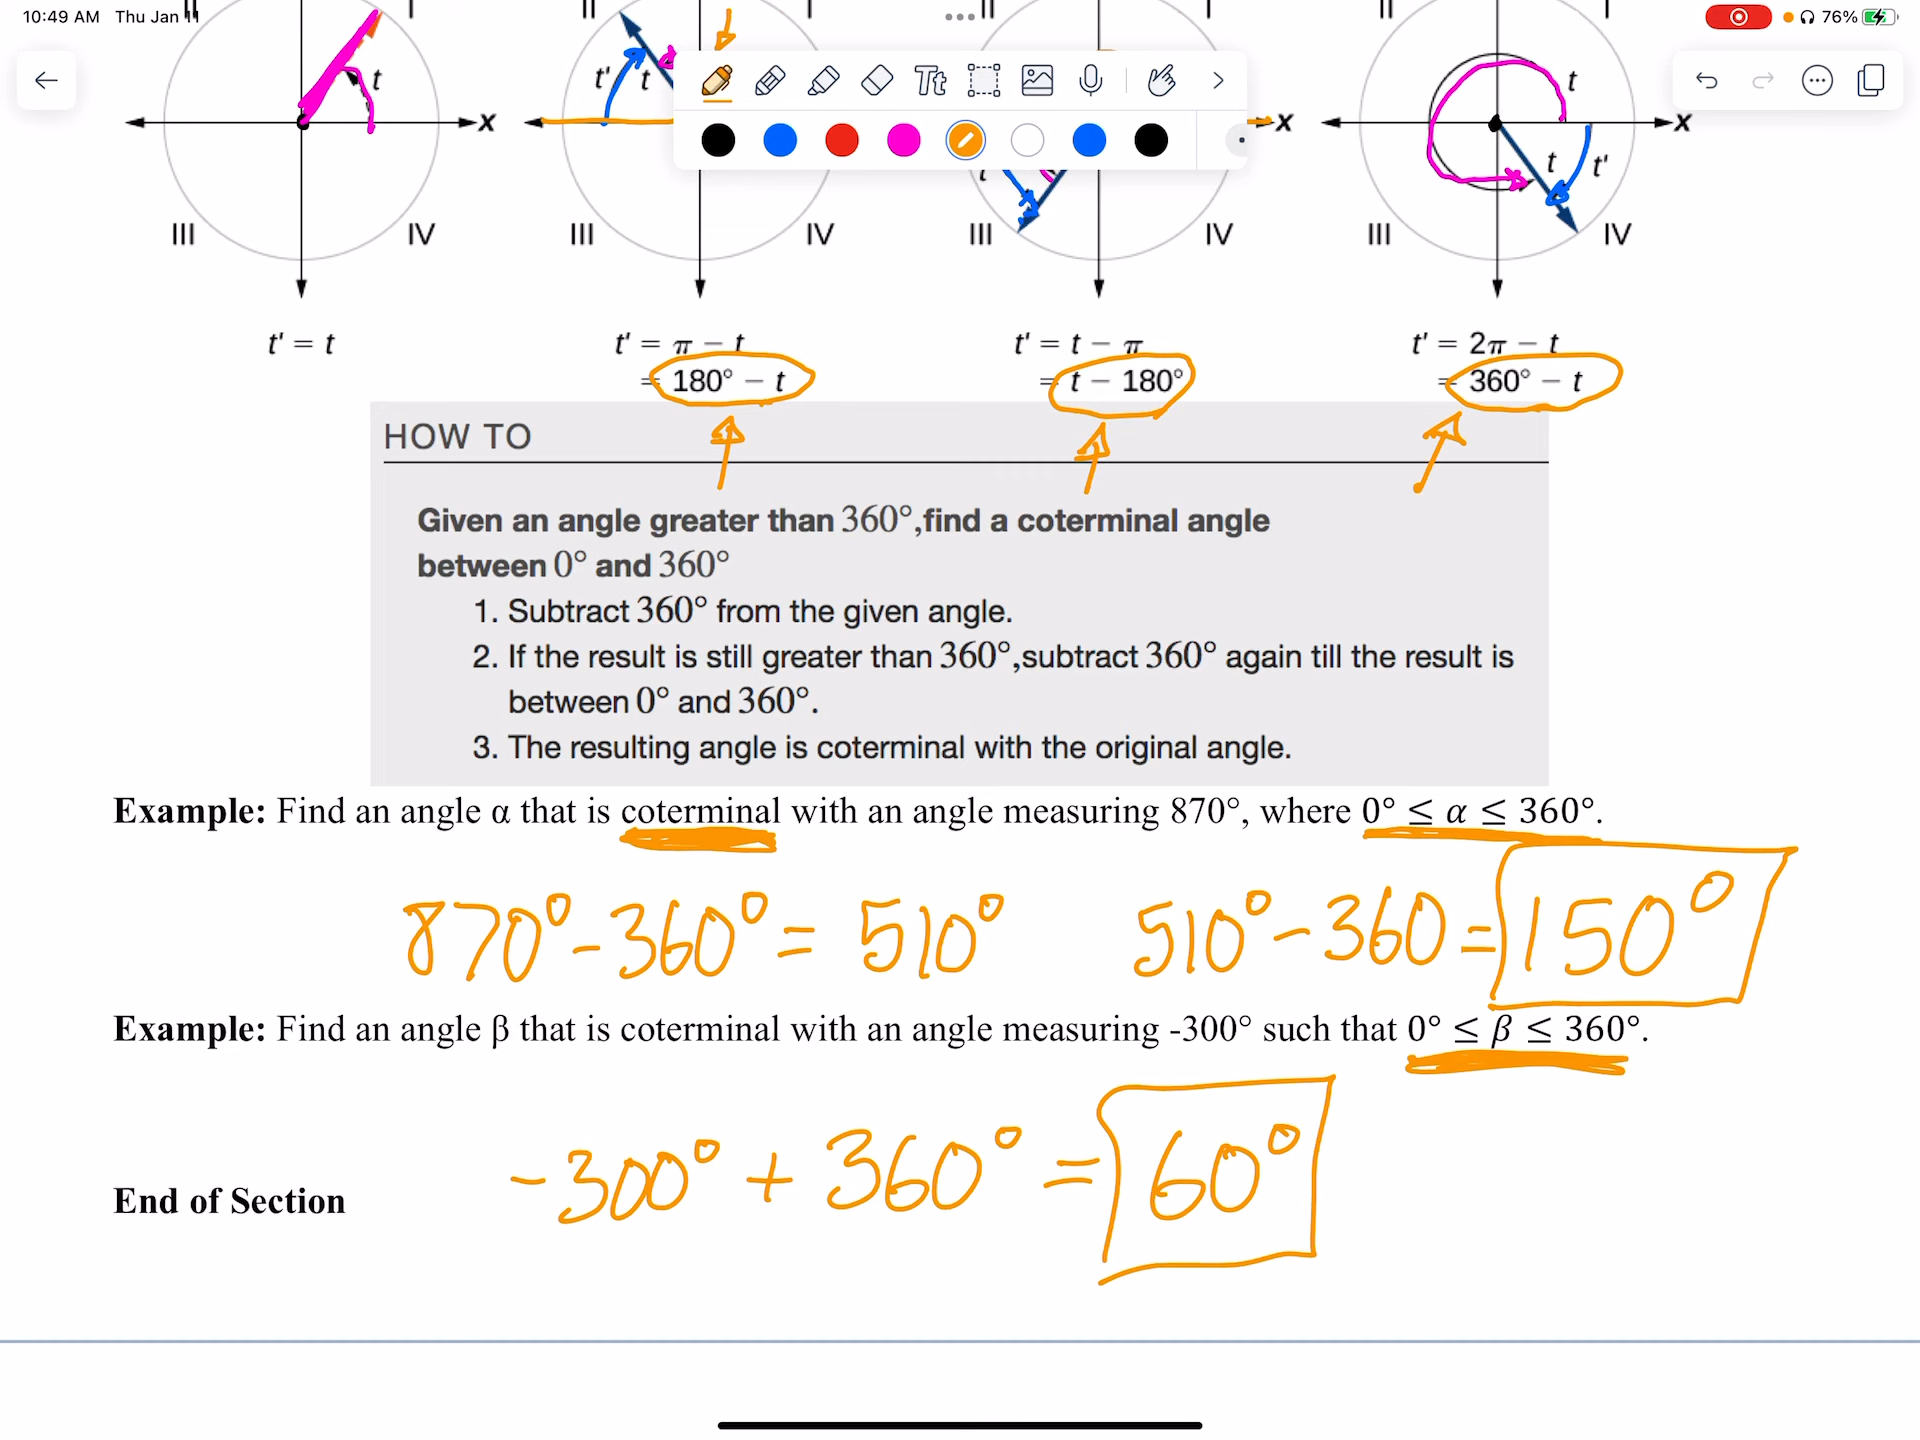 10:49 AM Thu Jan 11
76%
II I II I II I
t t' t t
x x x
Tt
t t t'
III IV III IV III IV III IV
t' = t
t' = π − t
= 180° − t
t' = t − π
= t − 180°
t' = 2π − t
= 360° − t
HOW TO
Given an angle greater than 360°,find a coterminal angle
between 0° and 360°
1. Subtract 360° from the given angle.
2. If the result is still greater than 360°,subtract 360° again till the result is
between 0° and 360°.
3. The resulting angle is coterminal with the original angle.
Example: Find an angle α that is coterminal with an angle measuring 870°, where 0° ≤ α ≤ 360°.
870° - 360° = 510° 510° - 360 = 150°
Example: Find an angle β that is coterminal with an angle measuring -300° such that 0° ≤ β ≤ 360°.
-300° + 360° = 60°
End of Section